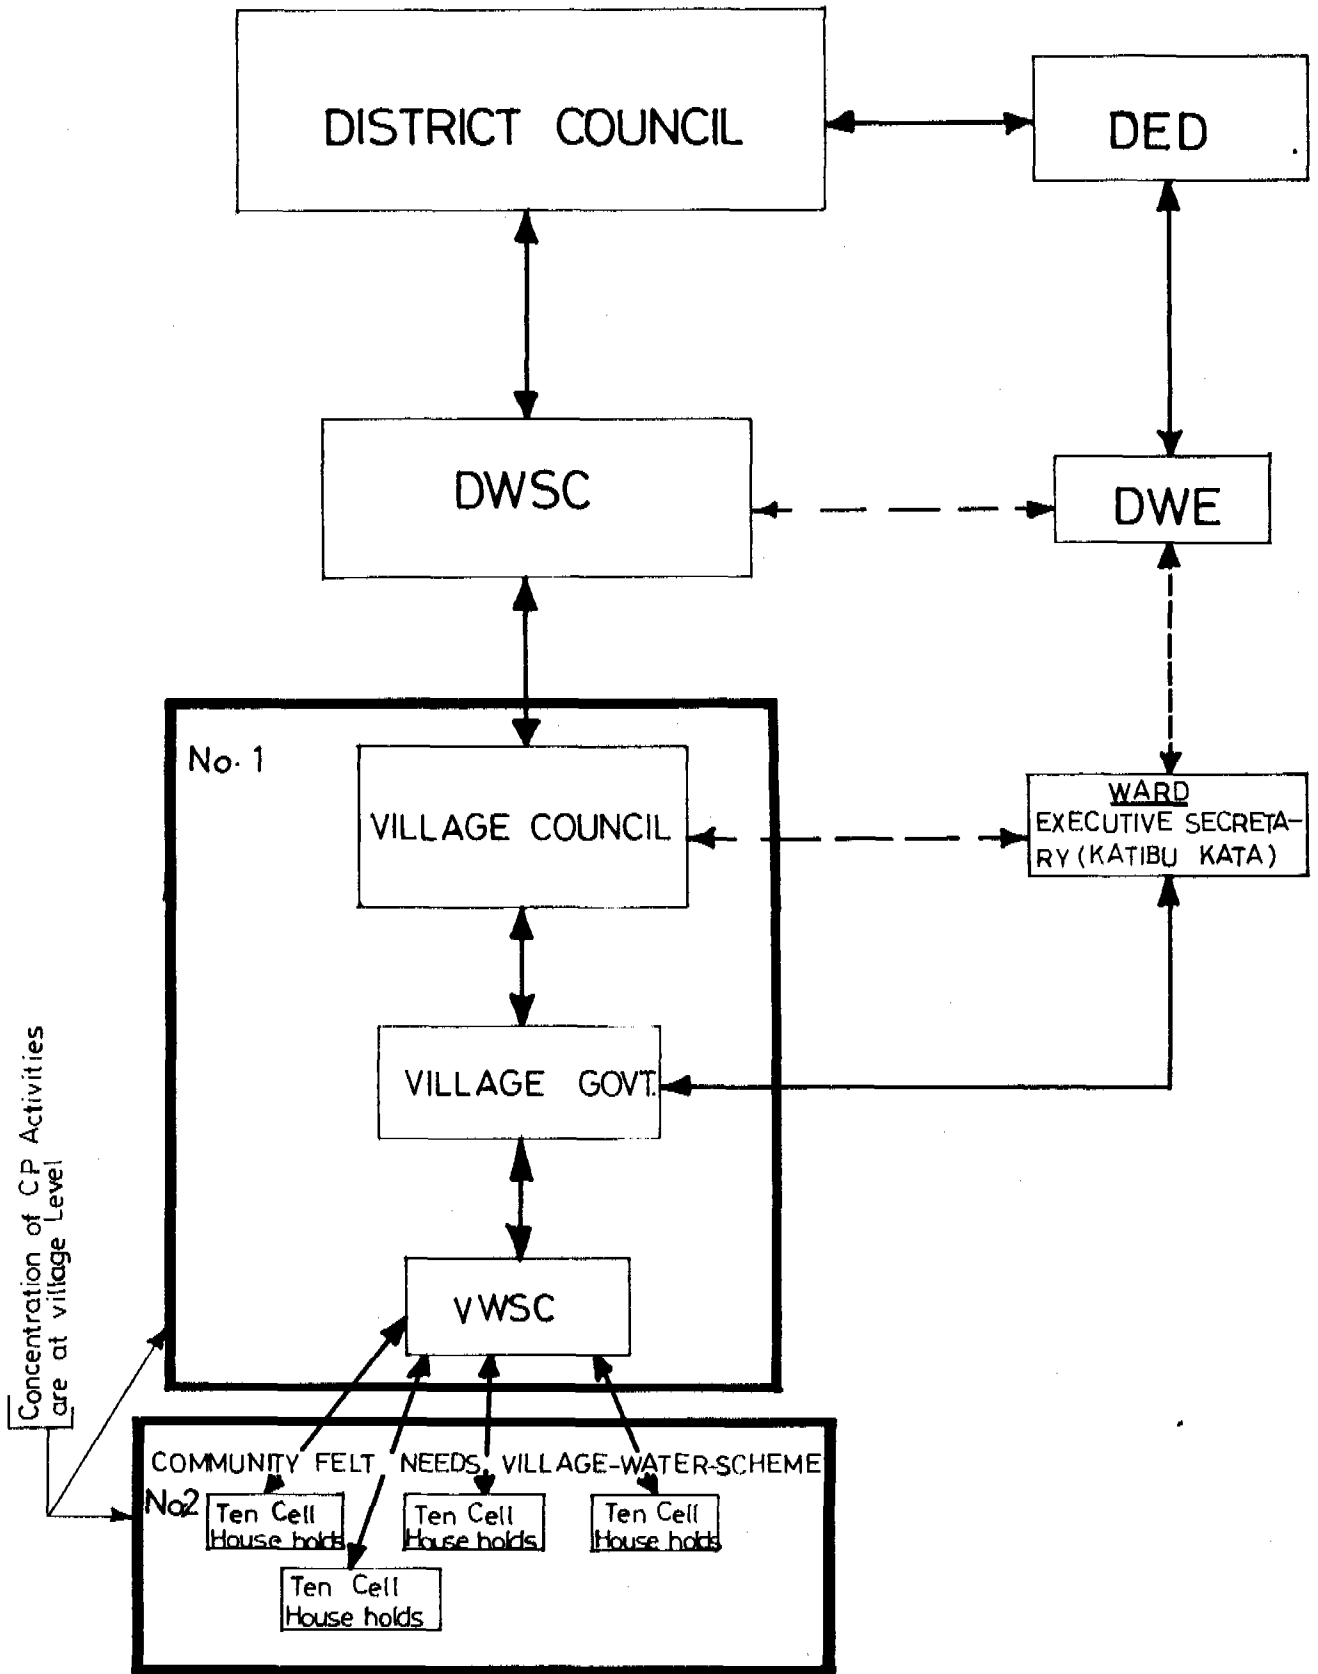 DISTRICT COUNCIL
DED
DWSC
DWE
No. 1
VILLAGE COUNCIL
WARD
EXECUTIVE SECRETA-
RY (KATIBU KATA)
VILLAGE GOVT.
VWSC
Concentration of CP Activities
are at village Level
COMMUNITY FELT NEEDS, VILLAGE-WATER-SCHEME
No2
Ten Cell
House holds
Ten Cell
House holds
Ten Cell
House holds
Ten Cell
House holds